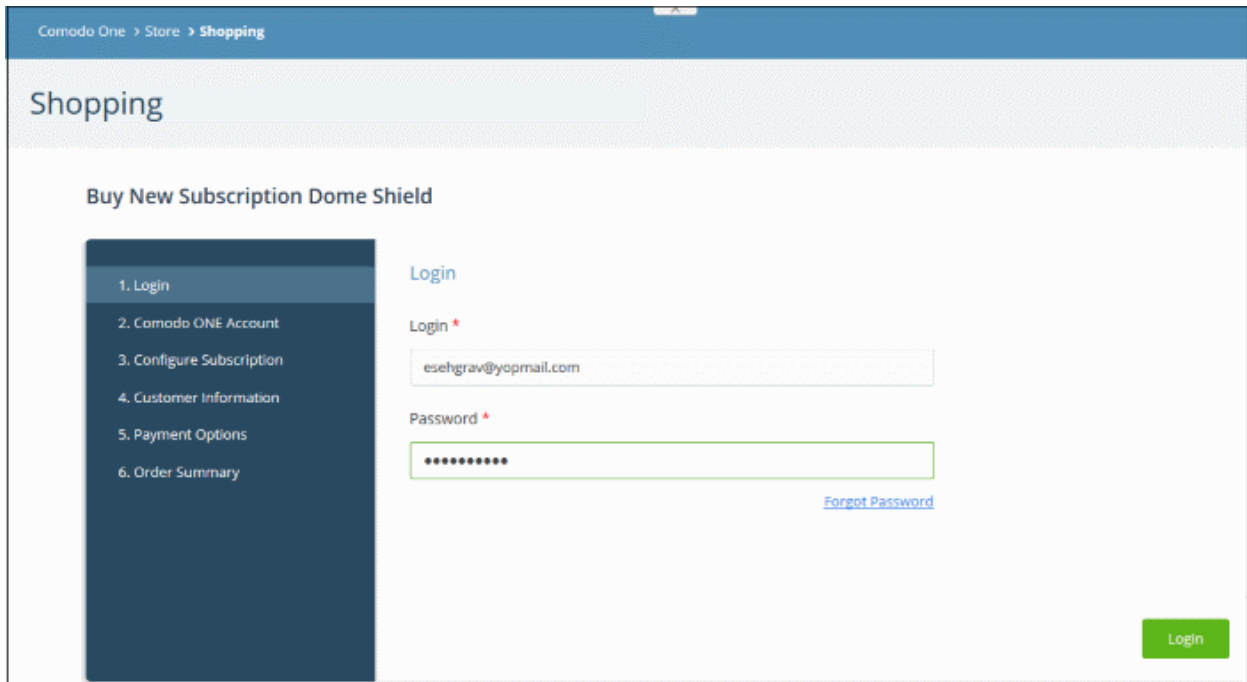 Comodo One > Store > Shopping
Shopping
Buy New Subscription Dome Shield
1. Login
2. Comodo ONE Account
3. Configure Subscription
4. Customer Information
5. Payment Options
6. Order Summary
Login
Login *
esehgrav@yopmail.com
Password *
••••••••••
Forgot Password
Login